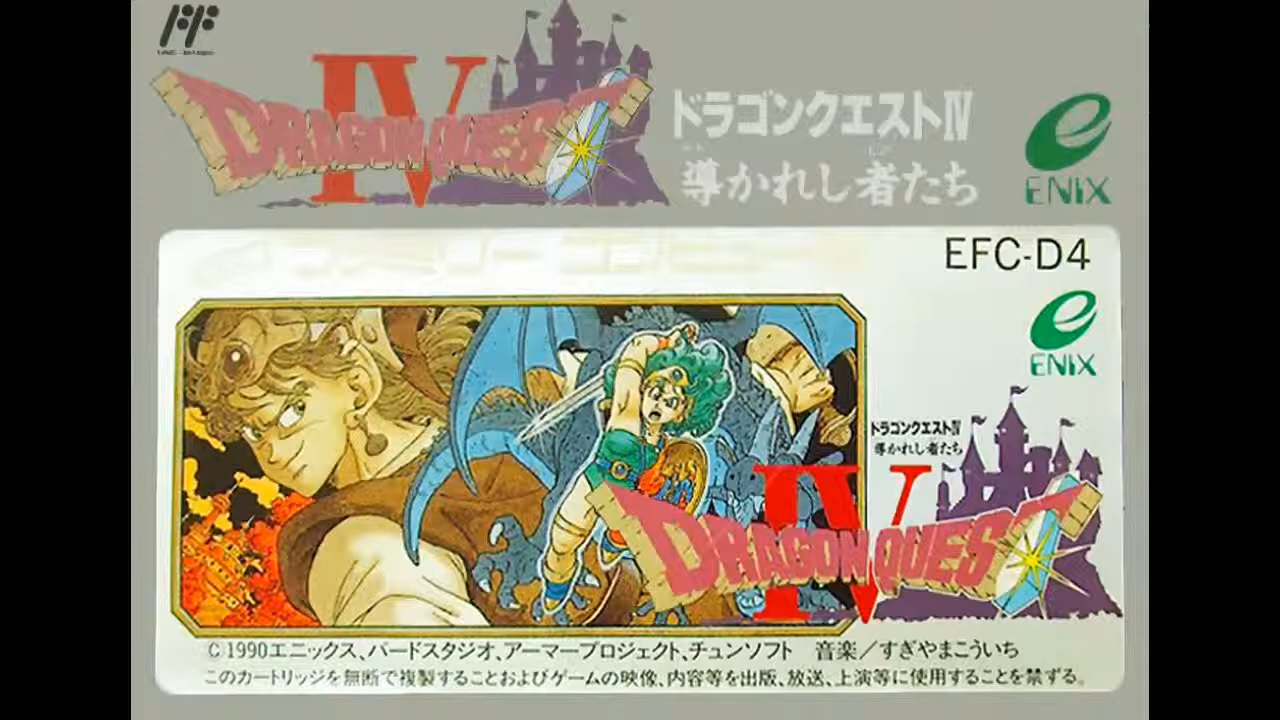 IV
DRAGON QUEST
ドラゴンクエストⅣ
導かれし者たち
ENIX
EFC-D4
ENIX
ドラゴンクエストⅣ
導かれし者たち
IV
DRAGON QUEST
©1990エニックス、バードスタジオ、アーマープロジェクト、チュンソフト 音楽/すぎやまこういち
このカートリッジを無断で複製することおよびゲームの映像、内容等を出版、放送、上演等に使用することを禁ずる。